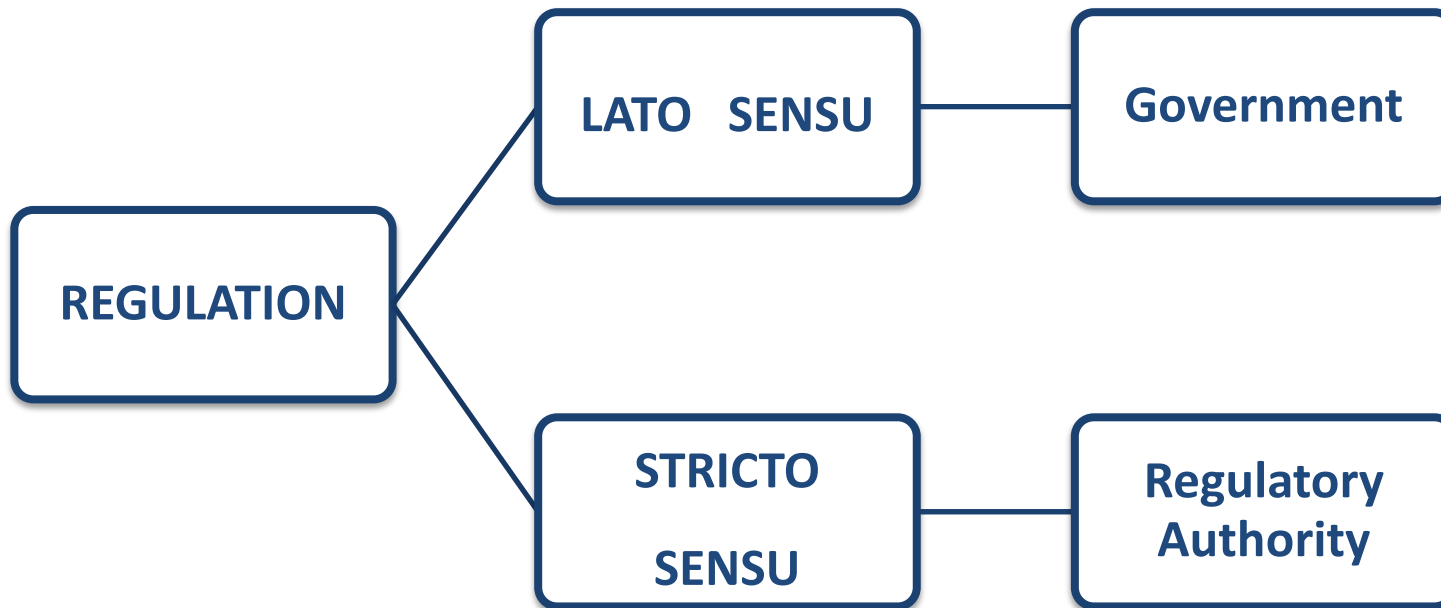 LATO SENSU
Government
REGULATION
STRICTO
SENSU
Regulatory
Authority